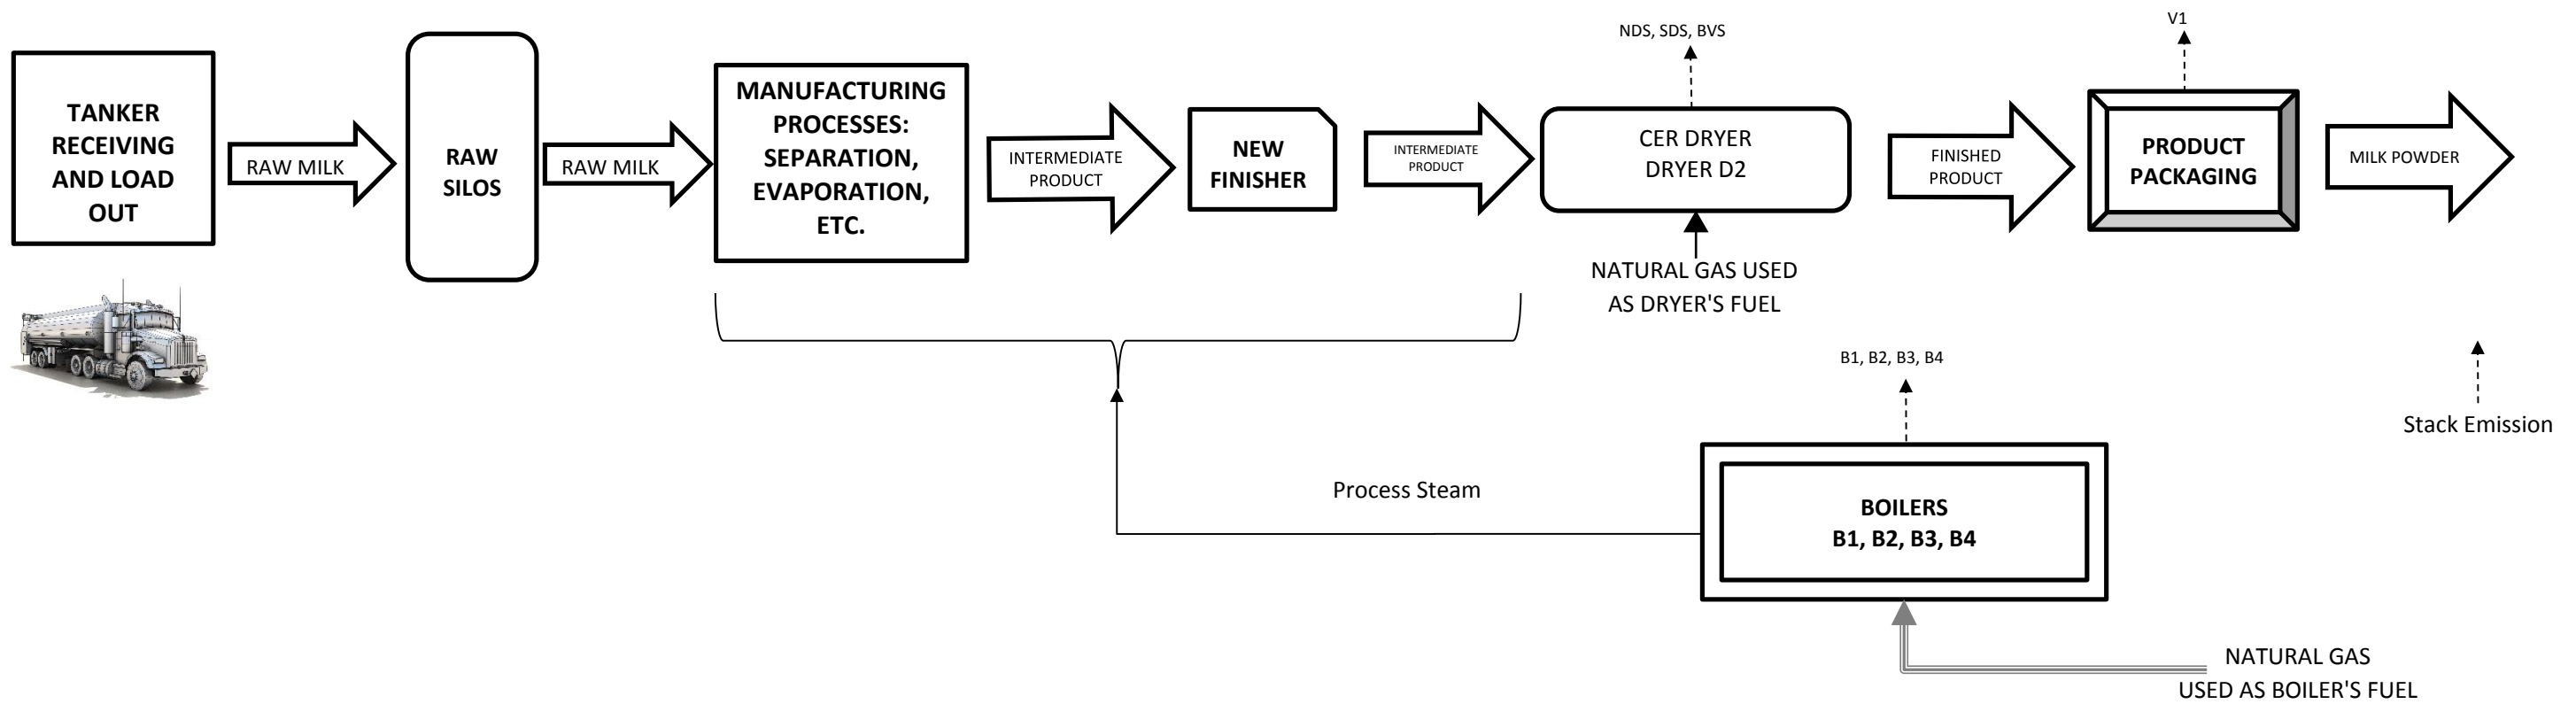 TANKER
RECEIVING
AND LOAD
OUT
RAW MILK
RAW
SILOS
RAW MILK
MANUFACTURING
PROCESSES:
SEPARATION,
EVAPORATION,
ETC.
INTERMEDIATE
PRODUCT
NEW
FINISHER
INTERMEDIATE
PRODUCT
NDS, SDS, BVS
CER DRYER
DRYER D2
NATURAL GAS USED
AS DRYER'S FUEL
FINISHED
PRODUCT
V1
PRODUCT
PACKAGING
MILK POWDER
Stack Emission
B1, B2, B3, B4
Process Steam
BOILERS
B1, B2, B3, B4
NATURAL GAS
USED AS BOILER'S FUEL